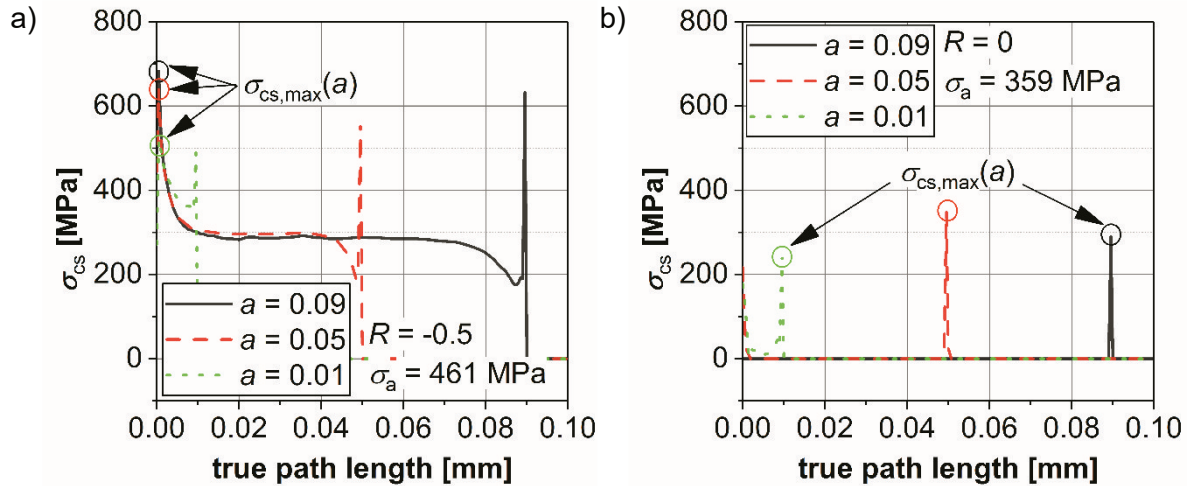 a)
800
600
400
200
0
σcs [MPa]
σcs,max(a)
a = 0.09
a = 0.05
a = 0.01
R = -0.5
σa = 461 MPa
0.00 0.02 0.04 0.06 0.08 0.10
true path length [mm]
b)
800
600
400
200
0
σcs [MPa]
a = 0.09
a = 0.05
a = 0.01
R = 0
σa = 359 MPa
σcs,max(a)
0.00 0.02 0.04 0.06 0.08 0.10
true path length [mm]